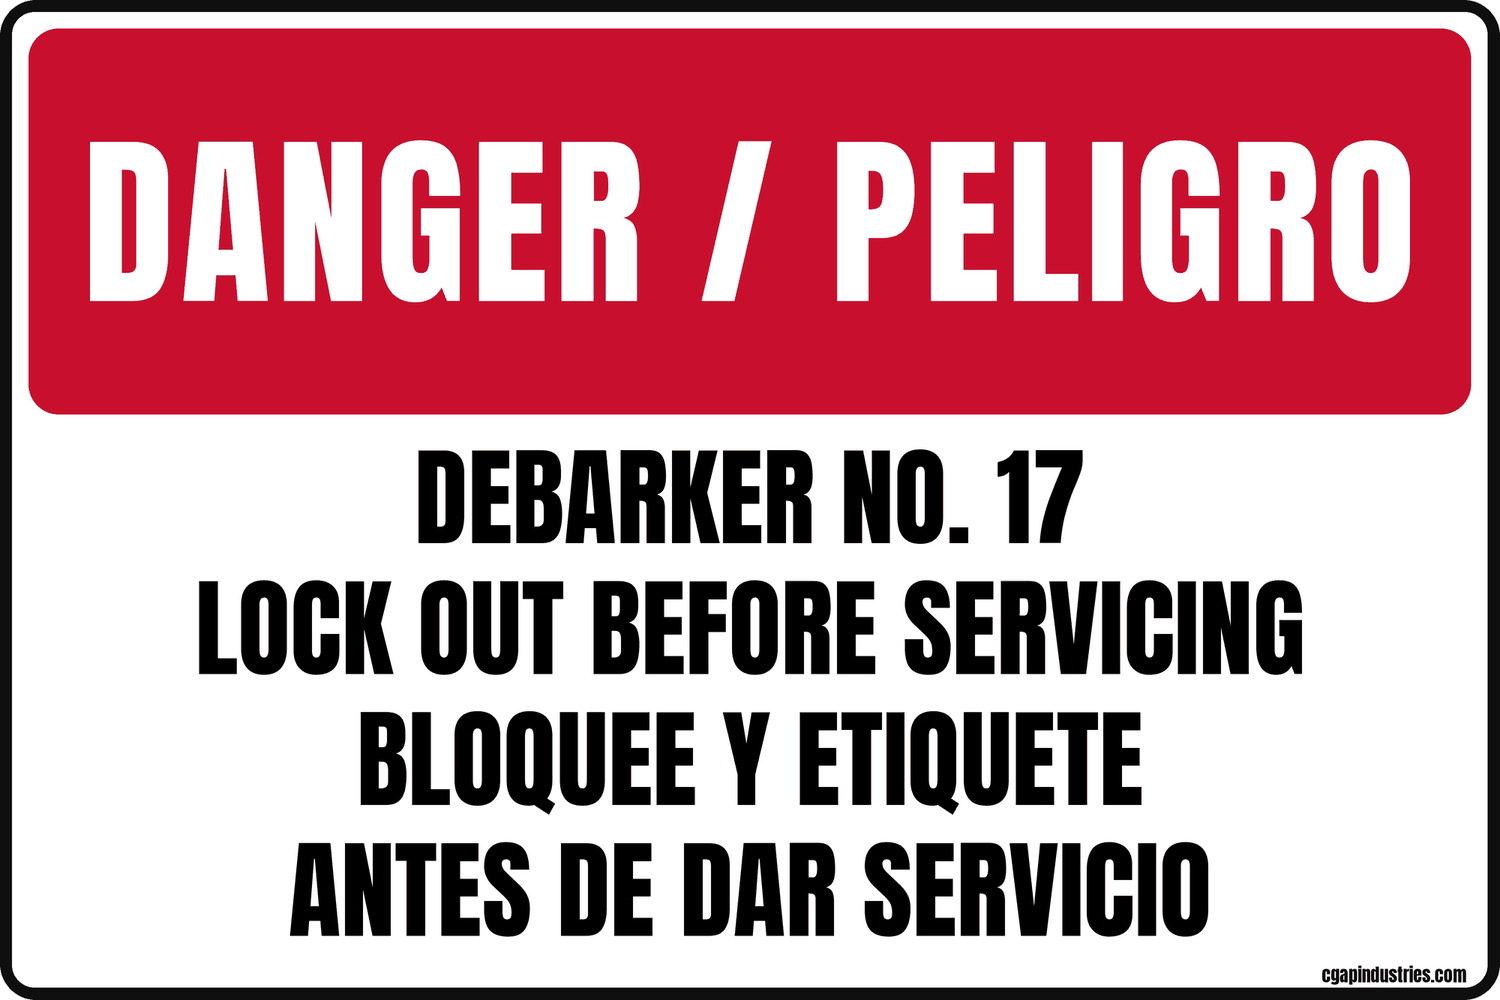 DANGER / PELIGRO
DEBARKER NO. 17
LOCK OUT BEFORE SERVICING
BLOQUEE Y ETIQUETE
ANTES DE DAR SERVICIO
cgapindustries.com